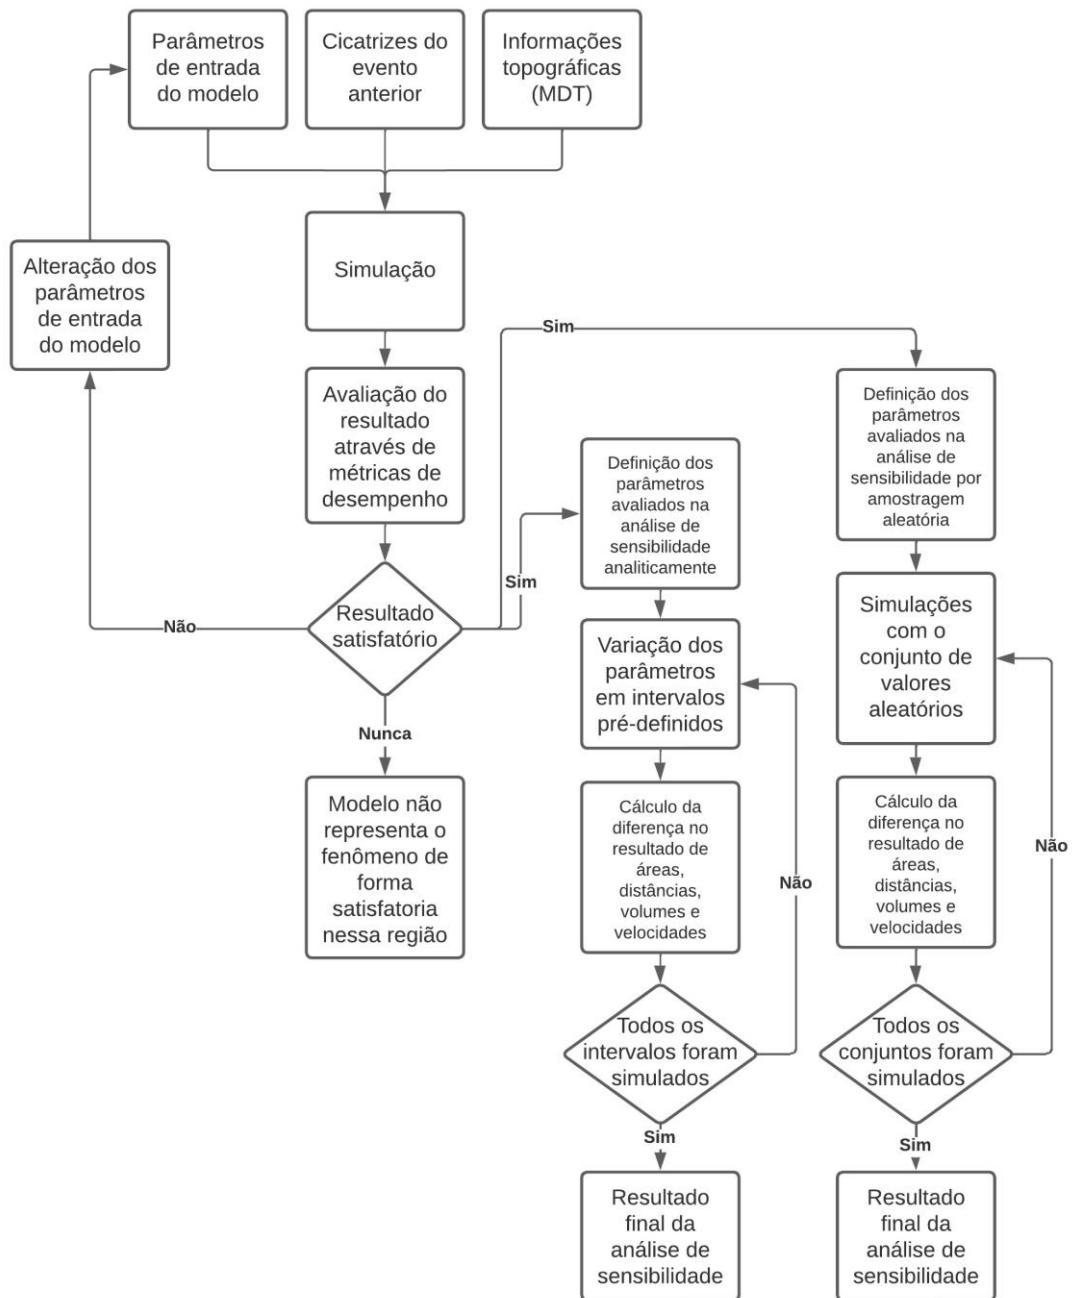 Parâmetros
de entrada
do modelo
Cicatrizes do
evento
anterior
Informações
topográficas
(MDT)
Alteração dos
parâmetros
de entrada
do modelo
Simulação
Avaliação do
resultado
através de
métricas de
desempenho
Resultado
satisfatório
Não
Nunca
Modelo não
representa o
fenômeno de
forma
satisfatoria
nessa região
Sim
Definição dos
parâmetros
avaliados na
análise de
sensibilidade
analiticamente
Variação dos
parâmetros
em intervalos
pré-definidos
Cálculo da
diferença no
resultado de
áreas,
distâncias,
volumes e
velocidades
Não
Todos os
intervalos foram
simulados
Sim
Resultado
final da
análise de
sensibilidade
Sim
Definição dos
parâmetros
avaliados na
análise de
sensibilidade por
amostragem
aleatória
Simulações
com o
conjunto de
valores
aleatórios
Cálculo da
diferença no
resultado de
áreas,
distâncias,
volumes e
velocidades
Não
Todos os
conjuntos foram
simulados
Sim
Resultado
final da
análise de
sensibilidade